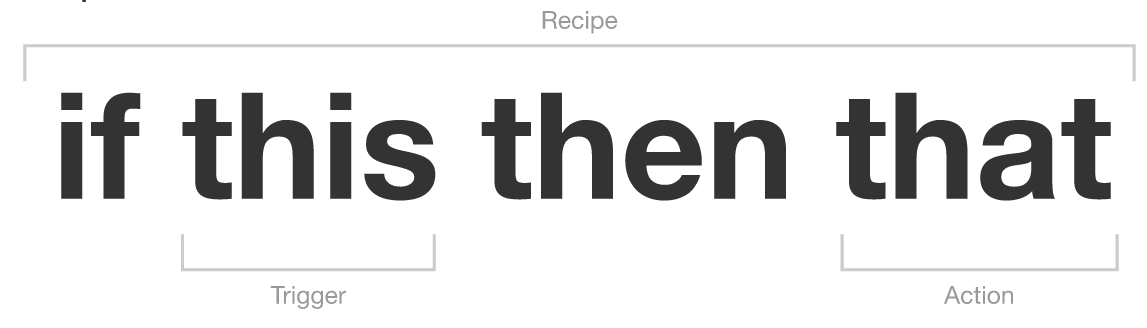 Recipe
if this then that
Trigger Action